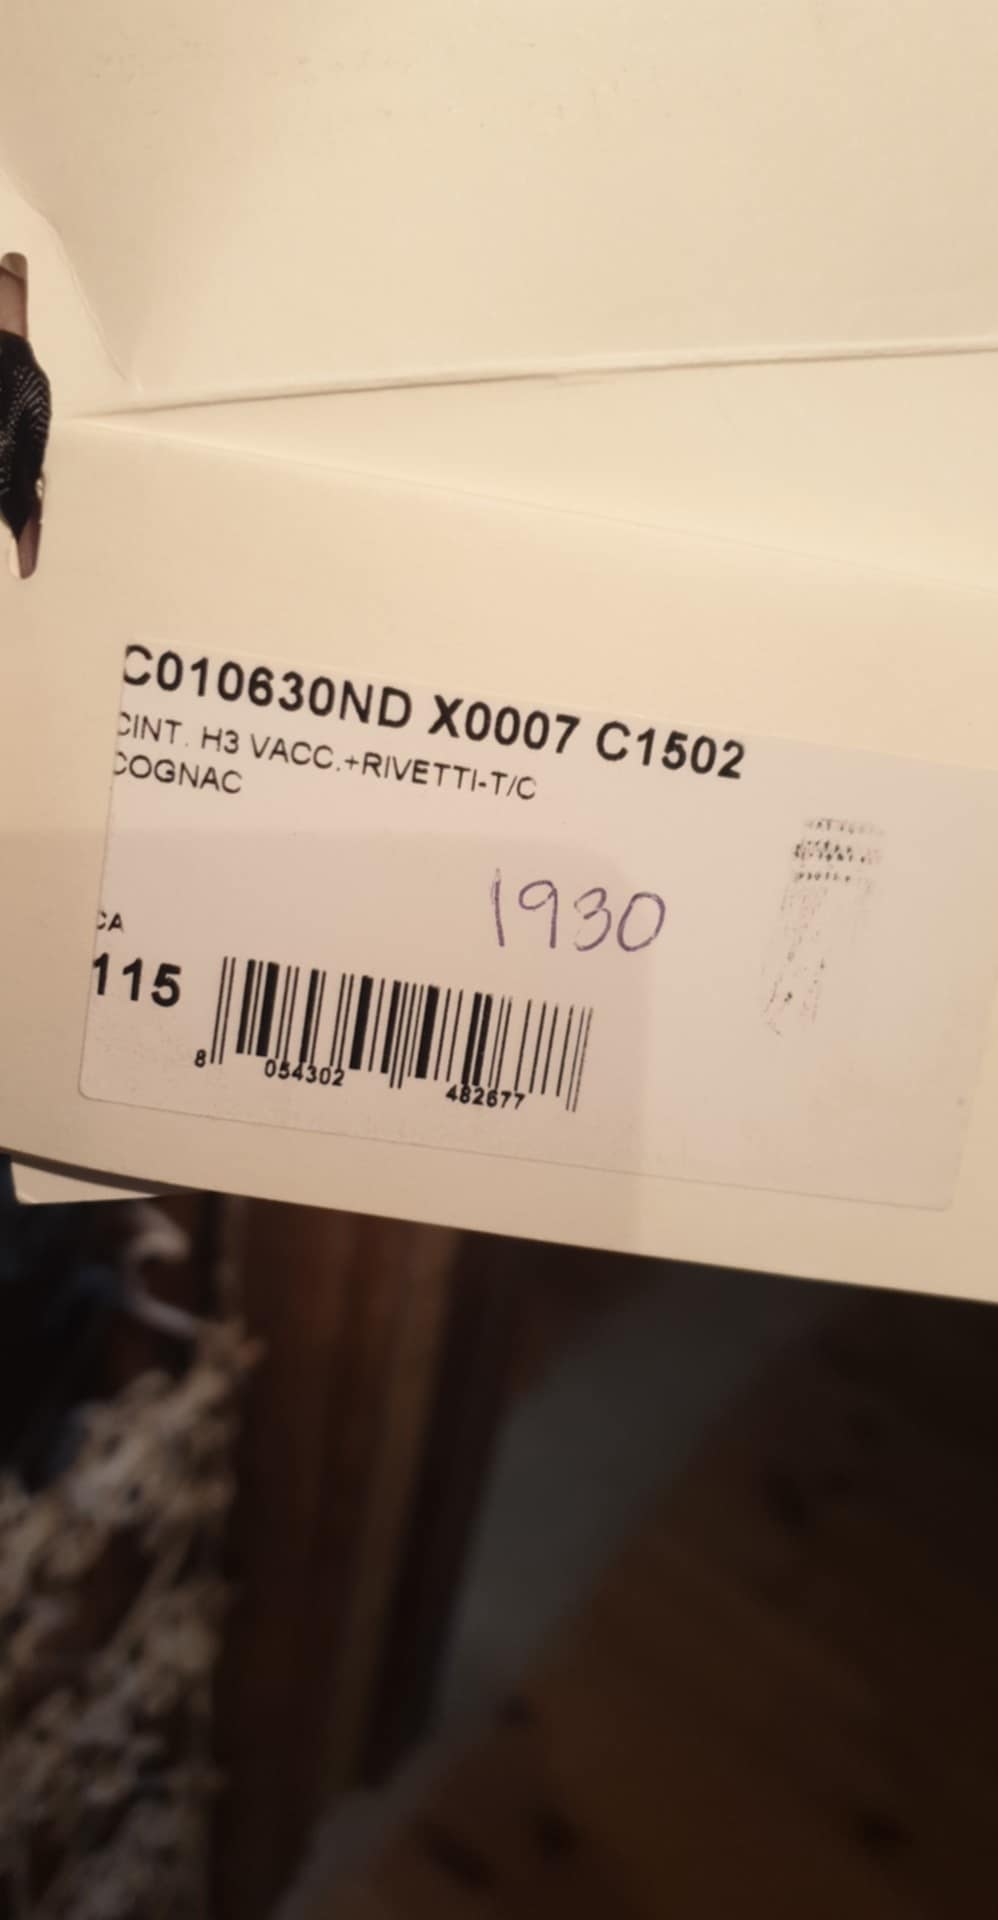 C010630ND X0007 C1502
CINT. H3 VACC.+RIVETTI-T/C
COGNAC
1930
CA
115
8 054302 482677